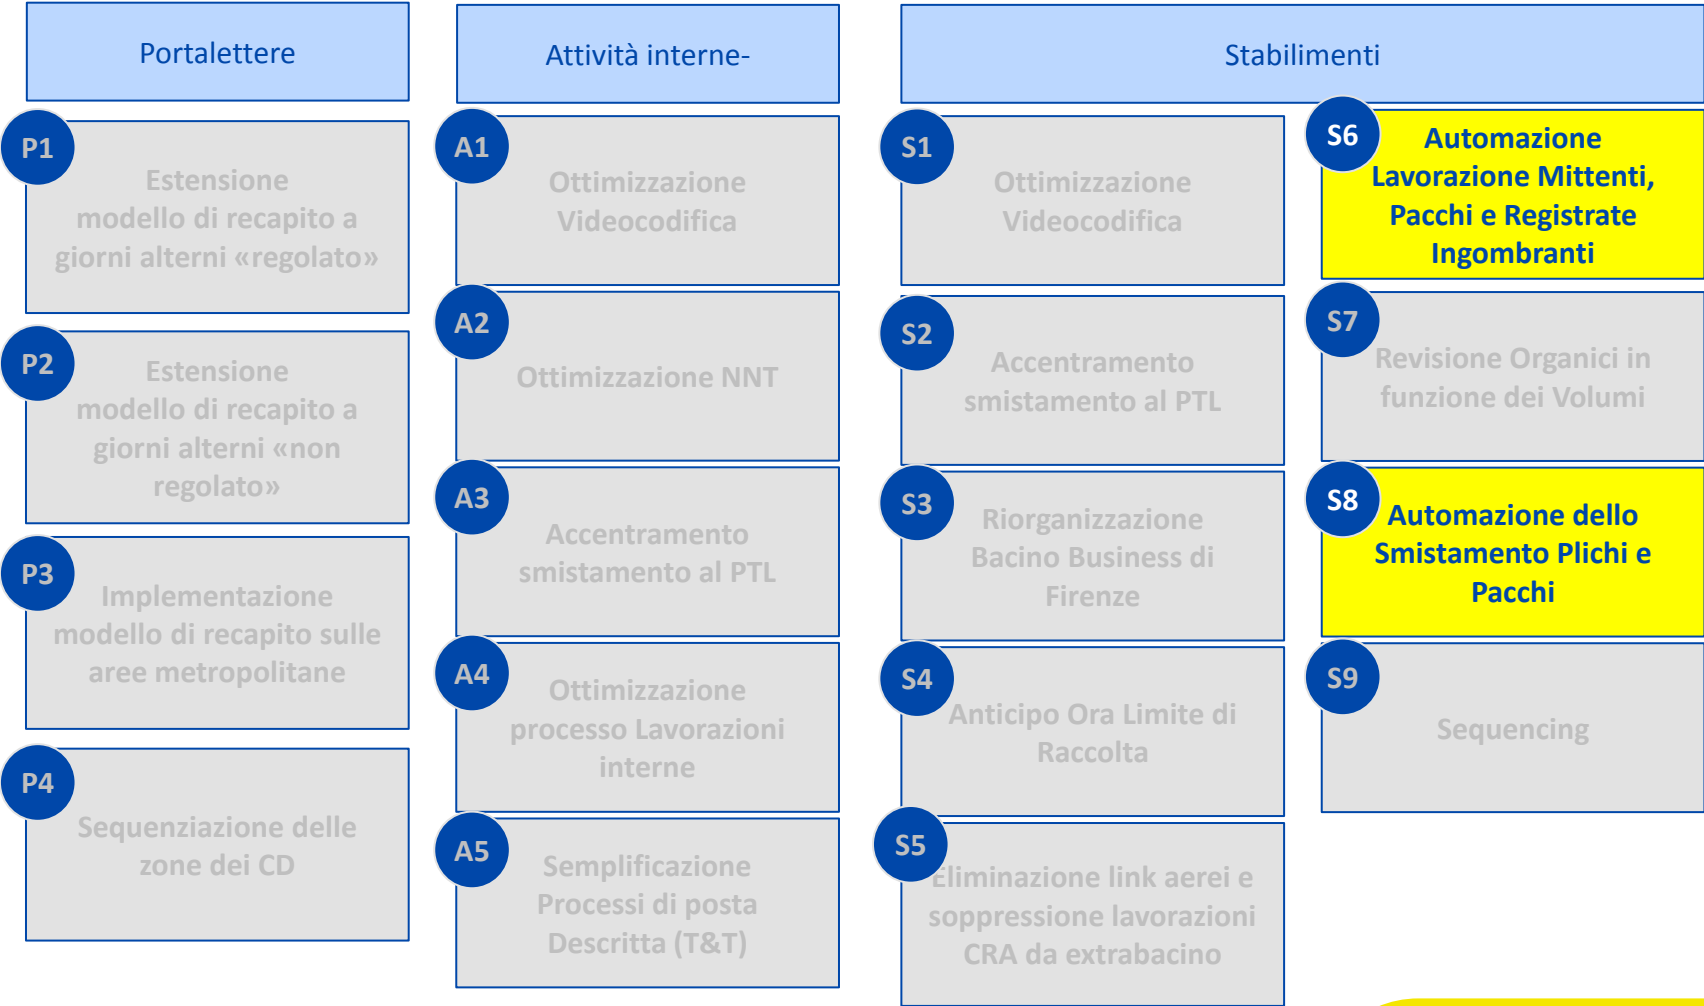 Portalettere
P1
Estensione
modello di recapito a
giorni alterni «regolato»
P2
Estensione
modello di recapito a
giorni alterni «non
regolato»
P3
Implementazione
modello di recapito sulle
aree metropolitane
P4
Sequenziazione delle
zone dei CD
Attività interne-
A1
Ottimizzazione
Videocodifica
A2
Ottimizzazione NNT
A3
Accentramento
smistamento al PTL
A4
Ottimizzazione
processo Lavorazioni
interne
A5
Semplificazione
Processi di posta
Descritta (T&T)
Stabilimenti
S1
Ottimizzazione
Videocodifica
S2
Accentramento
smistamento al PTL
S3
Riorganizzazione
Bacino Business di
Firenze
S4
Anticipo Ora Limite di
Raccolta
S5
Eliminazione link aerei e
soppressione lavorazioni
CRA da extrabacino
S6
Automazione
Lavorazione Mittenti,
Pacchi e Registrate
Ingombranti
S7
Revisione Organici in
funzione dei Volumi
S8
Automazione dello
Smistamento Plichi e
Pacchi
S9
Sequencing